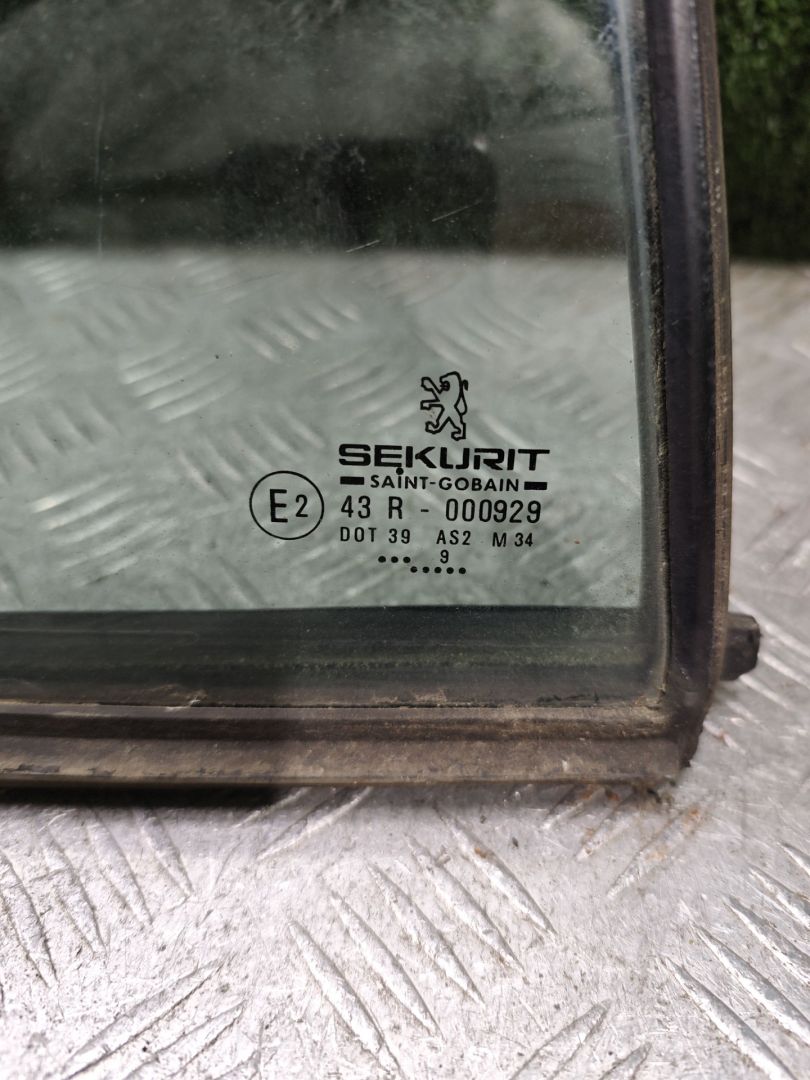 SEKURIT
SAINT-GOBAIN
E2 43 R - 000929
DOT 39 AS2 M 34
... 9
.....